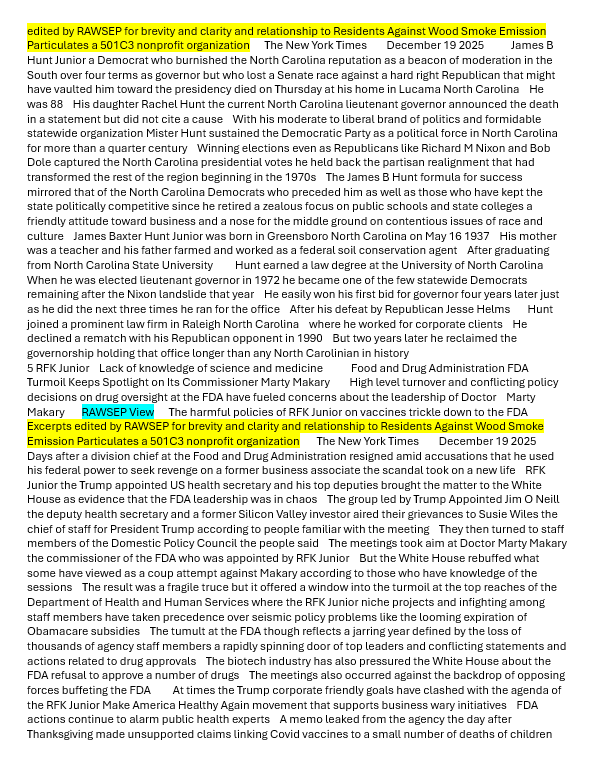 edited by RAWSEP for brevity and clarity and relationship to Residents Against Wood Smoke Emission
Particulates a 501C3 nonprofit organization The New York Times December 19 2025 James B
Hunt Junior a Democrat who burnished the North Carolina reputation as a beacon of moderation in the
South over four terms as governor but who lost a Senate race against a hard right Republican that might
have vaulted him toward the presidency died on Thursday at his home in Lucama North Carolina He
was 88 His daughter Rachel Hunt the current North Carolina lieutenant governor announced the death
in a statement but did not cite a cause With his moderate to liberal brand of politics and formidable
statewide organization Mister Hunt sustained the Democratic Party as a political force in North Carolina
for more than a quarter century Winning elections even as Republicans like Richard M Nixon and Bob
Dole captured the North Carolina presidential votes he held back the partisan realignment that had
transformed the rest of the region beginning in the 1970s The James B Hunt formula for success
mirrored that of the North Carolina Democrats who preceded him as well as those who have kept the
state politically competitive since he retired a zealous focus on public schools and state colleges a
friendly attitude toward business and a nose for the middle ground on contentious issues of race and
culture James Baxter Hunt Junior was born in Greensboro North Carolina on May 16 1937 His mother
was a teacher and his father farmed and worked as a federal soil conservation agent After graduating
from North Carolina State University Hunt earned a law degree at the University of North Carolina
When he was elected lieutenant governor in 1972 he became one of the few statewide Democrats
remaining after the Nixon landslide that year He easily won his first bid for governor four years later just
as he did the next three times he ran for the office After his defeat by Republican Jesse Helms Hunt
joined a prominent law firm in Raleigh North Carolina where he worked for corporate clients He
declined a rematch with his Republican opponent in 1990 But two years later he reclaimed the
governorship holding that office longer than any North Carolinian in history
5 RFK Junior Lack of knowledge of science and medicine Food and Drug Administration FDA
Turmoil Keeps Spotlight on Its Commissioner Marty Makary High level turnover and conflicting policy
decisions on drug oversight at the FDA have fueled concerns about the leadership of Doctor Marty
Makary RAWSEP View The harmful policies of RFK Junior on vaccines trickle down to the FDA
Excerpts edited by RAWSEP for brevity and clarity and relationship to Residents Against Wood Smoke
Emission Particulates a 501C3 nonprofit organization The New York Times December 19 2025
Days after a division chief at the Food and Drug Administration resigned amid accusations that he used
his federal power to seek revenge on a former business associate the scandal took on a new life RFK
Junior the Trump appointed US health secretary and his top deputies brought the matter to the White
House as evidence that the FDA leadership was in chaos The group led by Trump Appointed Jim O Neill
the deputy health secretary and a former Silicon Valley investor aired their grievances to Susie Wiles the
chief of staff for President Trump according to people familiar with the meeting They then turned to staff
members of the Domestic Policy Council the people said The meetings took aim at Doctor Marty Makary
the commissioner of the FDA who was appointed by RFK Junior But the White House rebuffed what
some have viewed as a coup attempt against Makary according to those who have knowledge of the
sessions The result was a fragile truce but it offered a window into the turmoil at the top reaches of the
Department of Health and Human Services where the RFK Junior niche projects and infighting among
staff members have taken precedence over seismic policy problems like the looming expiration of
Obamacare subsidies The tumult at the FDA though reflects a jarring year defined by the loss of
thousands of agency staff members a rapidly spinning door of top leaders and conflicting statements and
actions related to drug approvals The biotech industry has also pressured the White House about the
FDA refusal to approve a number of drugs The meetings also occurred against the backdrop of opposing
forces buffeting the FDA At times the Trump corporate friendly goals have clashed with the agenda of
the RFK Junior Make America Healthy Again movement that supports business wary initiatives FDA
actions continue to alarm public health experts A memo leaked from the agency the day after
Thanksgiving made unsupported claims linking Covid vaccines to a small number of deaths of children